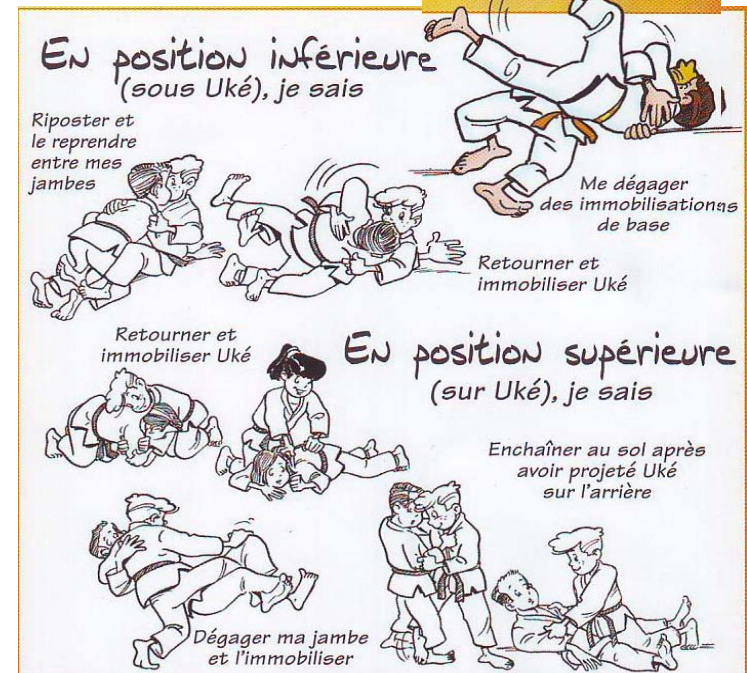 En position inférieure
(sous Uké), je sais
Riposter et
le reprendre
entre mes
jambes
Me dégager
des immobilisations
de base
Retourner et
immobiliser Uké
Retourner et
immobiliser Uké
En position supérieure
(sur Uké), je sais
Enchaîner au sol après
avoir projeté Uké
sur l'arrière
Dégager ma jambe
et l'immobiliser